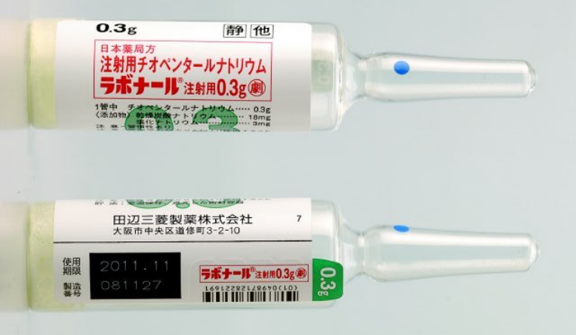 0.3g 静 他
日本薬局方
注射用チオペンタールナトリウム
ラボナール®注射用0.3g 劇
1管中 チオペンタールナトリウム…… 0.3g
(添加物) 乾燥炭酸ナトリウム…… 18mg
塩化ナトリウム…… 3mg
田辺三菱製薬株式会社 7
大阪市中央区道修町3-2-10
使用期限 2011.11
製造番号 081127
ラボナール®注射用0.3g 劇
0.3g
(01)04987128221691